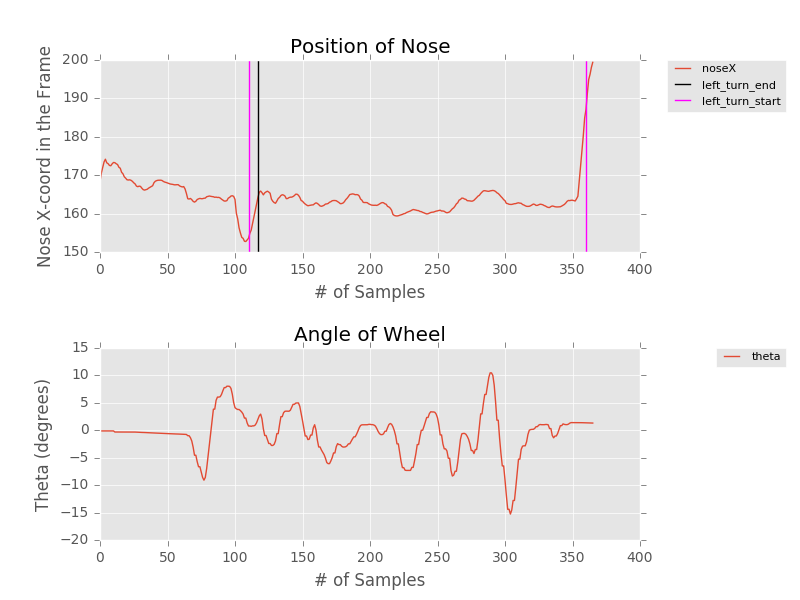 Position of Nose
200
190
180
170
160
150
0 50 100 150 200 250 300 350 400
Nose X-coord in the Frame
# of Samples
noseX
left_turn_end
left_turn_start
Angle of Wheel
15
10
5
0
−5
−10
−15
−20
0 50 100 150 200 250 300 350 400
Theta (degrees)
# of Samples
theta